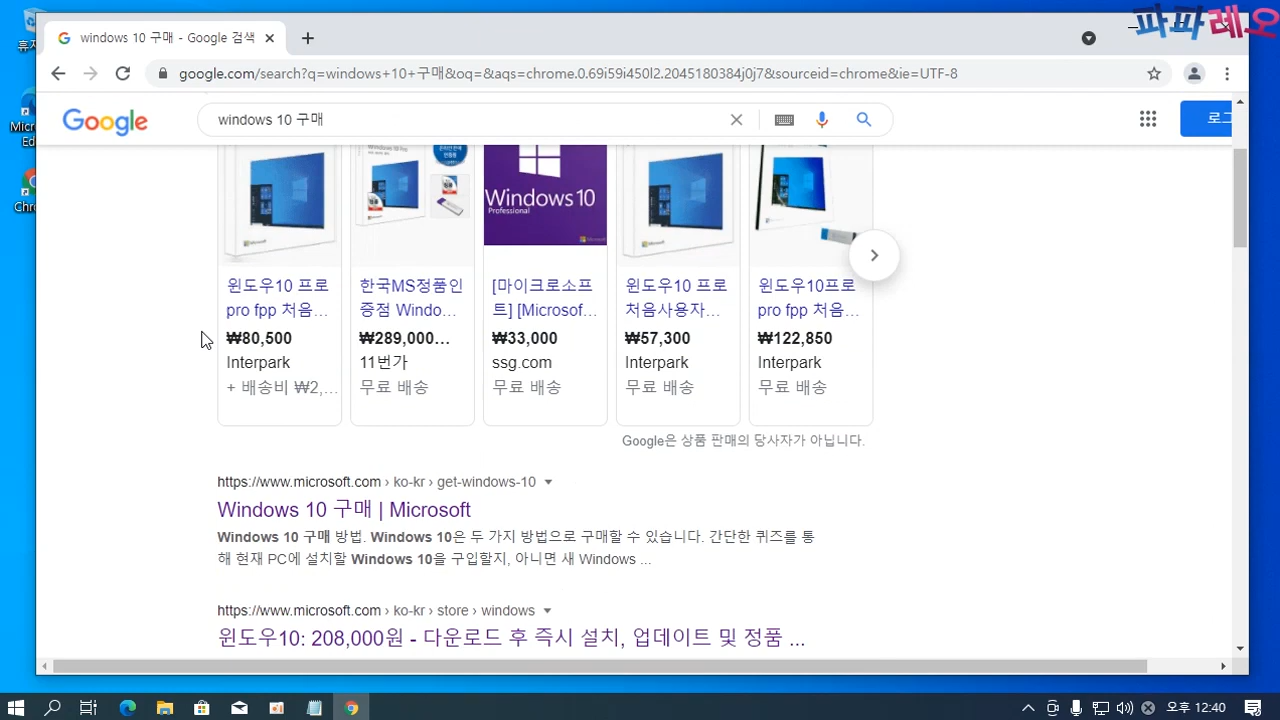 파파레오
휴지
windows 10 구매 - Google 검색
google.com/search?q=windows+10+구매&oq=&aqs=chrome.0.69i59i450l2.2045180384j0j7&sourceid=chrome&ie=UTF-8
Micr
Ed
Chr
Google
windows 10 구매
로그
Windows 10
Professional
Microsoft
윈도우10 프로
pro fpp 처음...
₩80,500
Interpark
+ 배송비 ₩2,...
한국MS정품인
증점 Windo...
₩289,000...
11번가
무료 배송
[마이크로소프
트] [Microsof...
₩33,000
ssg.com
무료 배송
윈도우10 프로
처음사용자...
₩57,300
Interpark
무료 배송
윈도우10프로
pro fpp 처음...
₩122,850
Interpark
무료 배송
Google은 상품 판매의 당사자가 아닙니다.
https://www.microsoft.com › ko-kr › get-windows-10
Windows 10 구매 | Microsoft
Windows 10 구매 방법. Windows 10은 두 가지 방법으로 구매할 수 있습니다. 간단한 퀴즈를 통
해 현재 PC에 설치할 Windows 10을 구입할지, 아니면 새 Windows ...
https://www.microsoft.com › ko-kr › store › windows
윈도우10: 208,000원 - 다운로드 후 즉시 설치, 업데이트 및 정품 ...
오후 12:40